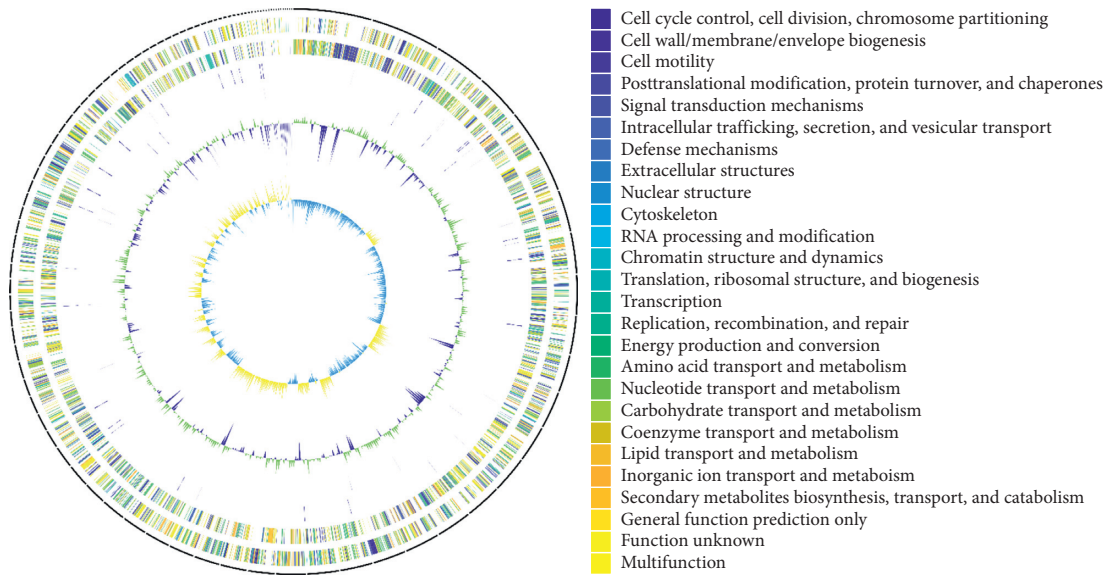 Cell cycle control, cell division, chromosome partitioning
Cell wall/membrane/envelope biogenesis
Cell motility
Posttranslational modification, protein turnover, and chaperones
Signal transduction mechanisms
Intracellular trafficking, secretion, and vesicular transport
Defense mechanisms
Extracellular structures
Nuclear structure
Cytoskeleton
RNA processing and modification
Chromatin structure and dynamics
Translation, ribosomal structure, and biogenesis
Transcription
Replication, recombination, and repair
Energy production and conversion
Amino acid transport and metabolism
Nucleotide transport and metabolism
Carbohydrate transport and metabolism
Coenzyme transport and metabolism
Lipid transport and metabolism
Inorganic ion transport and metaboism
Secondary metabolites biosynthesis, transport, and catabolism
General function prediction only
Function unknown
Multifunction